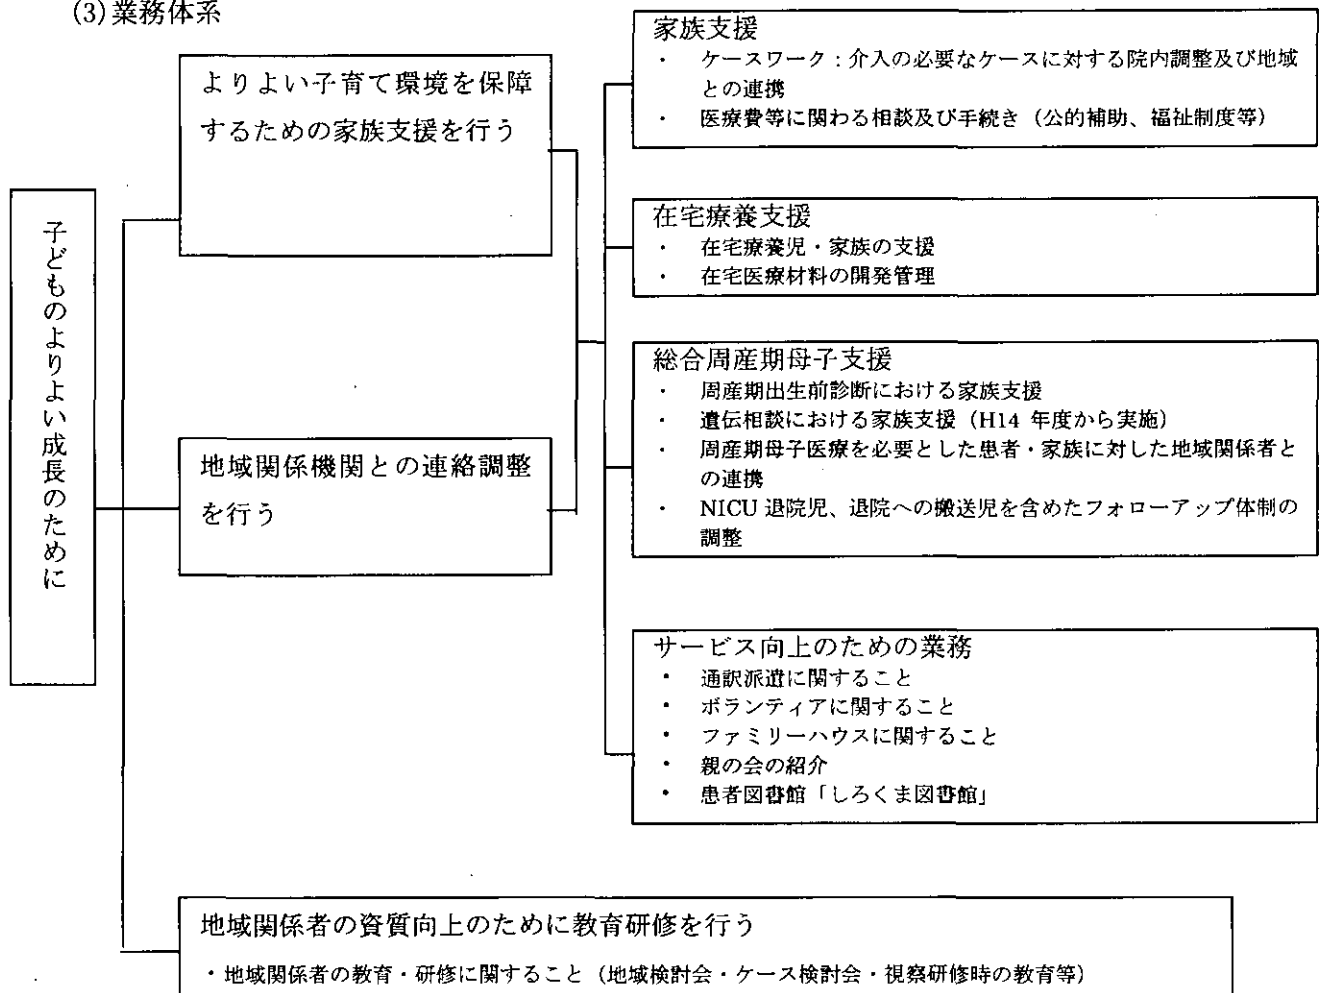 (3)業務体系
子どものよりよい成長のために
よりよい子育て環境を保障
するための家族支援を行う
地域関係機関との連絡調整
を行う
家族支援
・ ケースワーク：介入の必要なケースに対する院内調整及び地域
との連携
・ 医療費等に関わる相談及び手続き（公的補助、福祉制度等）
在宅療養支援
・ 在宅療養児・家族の支援
・ 在宅医療材料の開発管理
総合周産期母子支援
・ 周産期出生前診断における家族支援
・ 遺伝相談における家族支援（H14 年度から実施）
・ 周産期母子医療を必要とした患者・家族に対した地域関係者と
の連携
・ NICU 退院児、退院への搬送児を含めたフォローアップ体制の
調整
サービス向上のための業務
・ 通訳派遣に関すること
・ ボランティアに関すること
・ ファミリーハウスに関すること
・ 親の会の紹介
・ 患者図書館「しろくま図書館」
地域関係者の資質向上のために教育研修を行う
・地域関係者の教育・研修に関すること（地域検討会・ケース検討会・視察研修時の教育等）